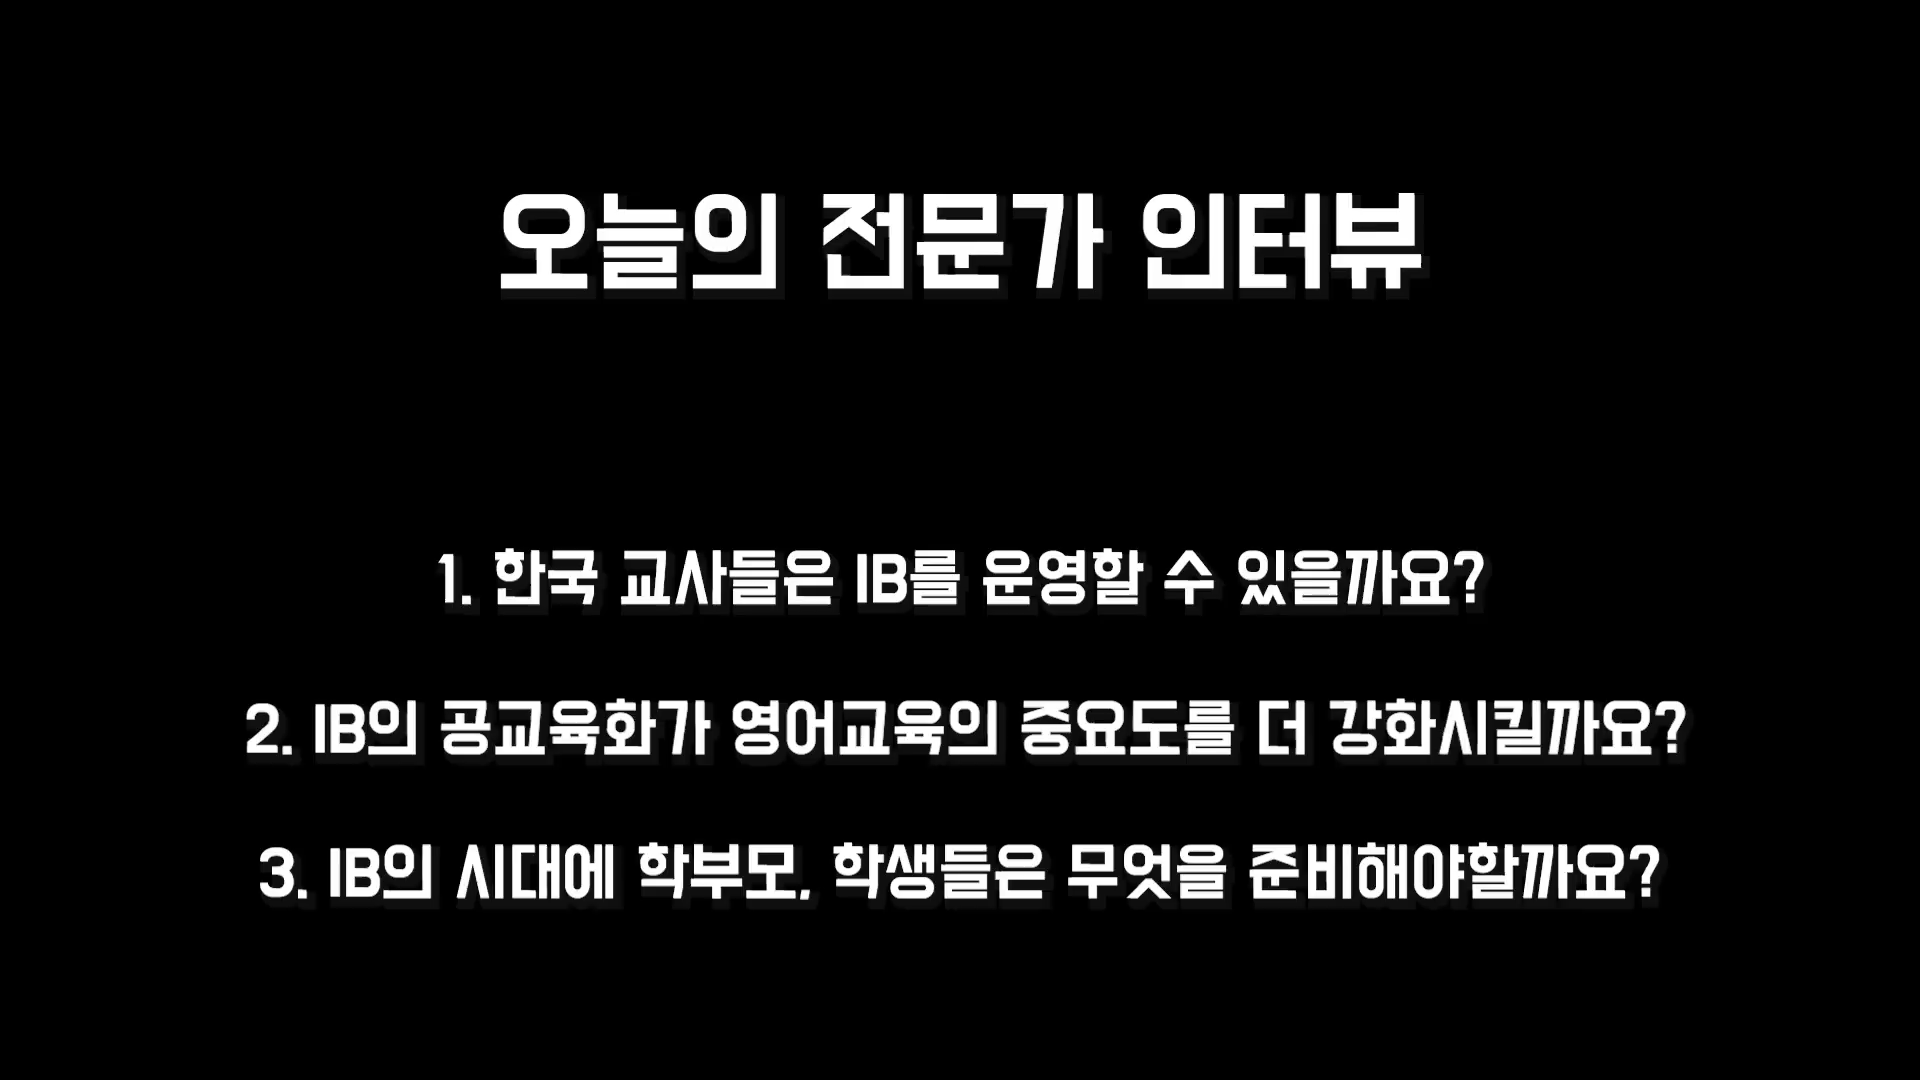 오늘의 전문가 인터뷰
1. 한국 교사들은 IB를 운영할 수 있을까요?
2. IB의 공교육화가 영어교육의 중요도를 더 강화시킬까요?
3. IB의 시대에 학부모, 학생들은 무엇을 준비해야할까요?